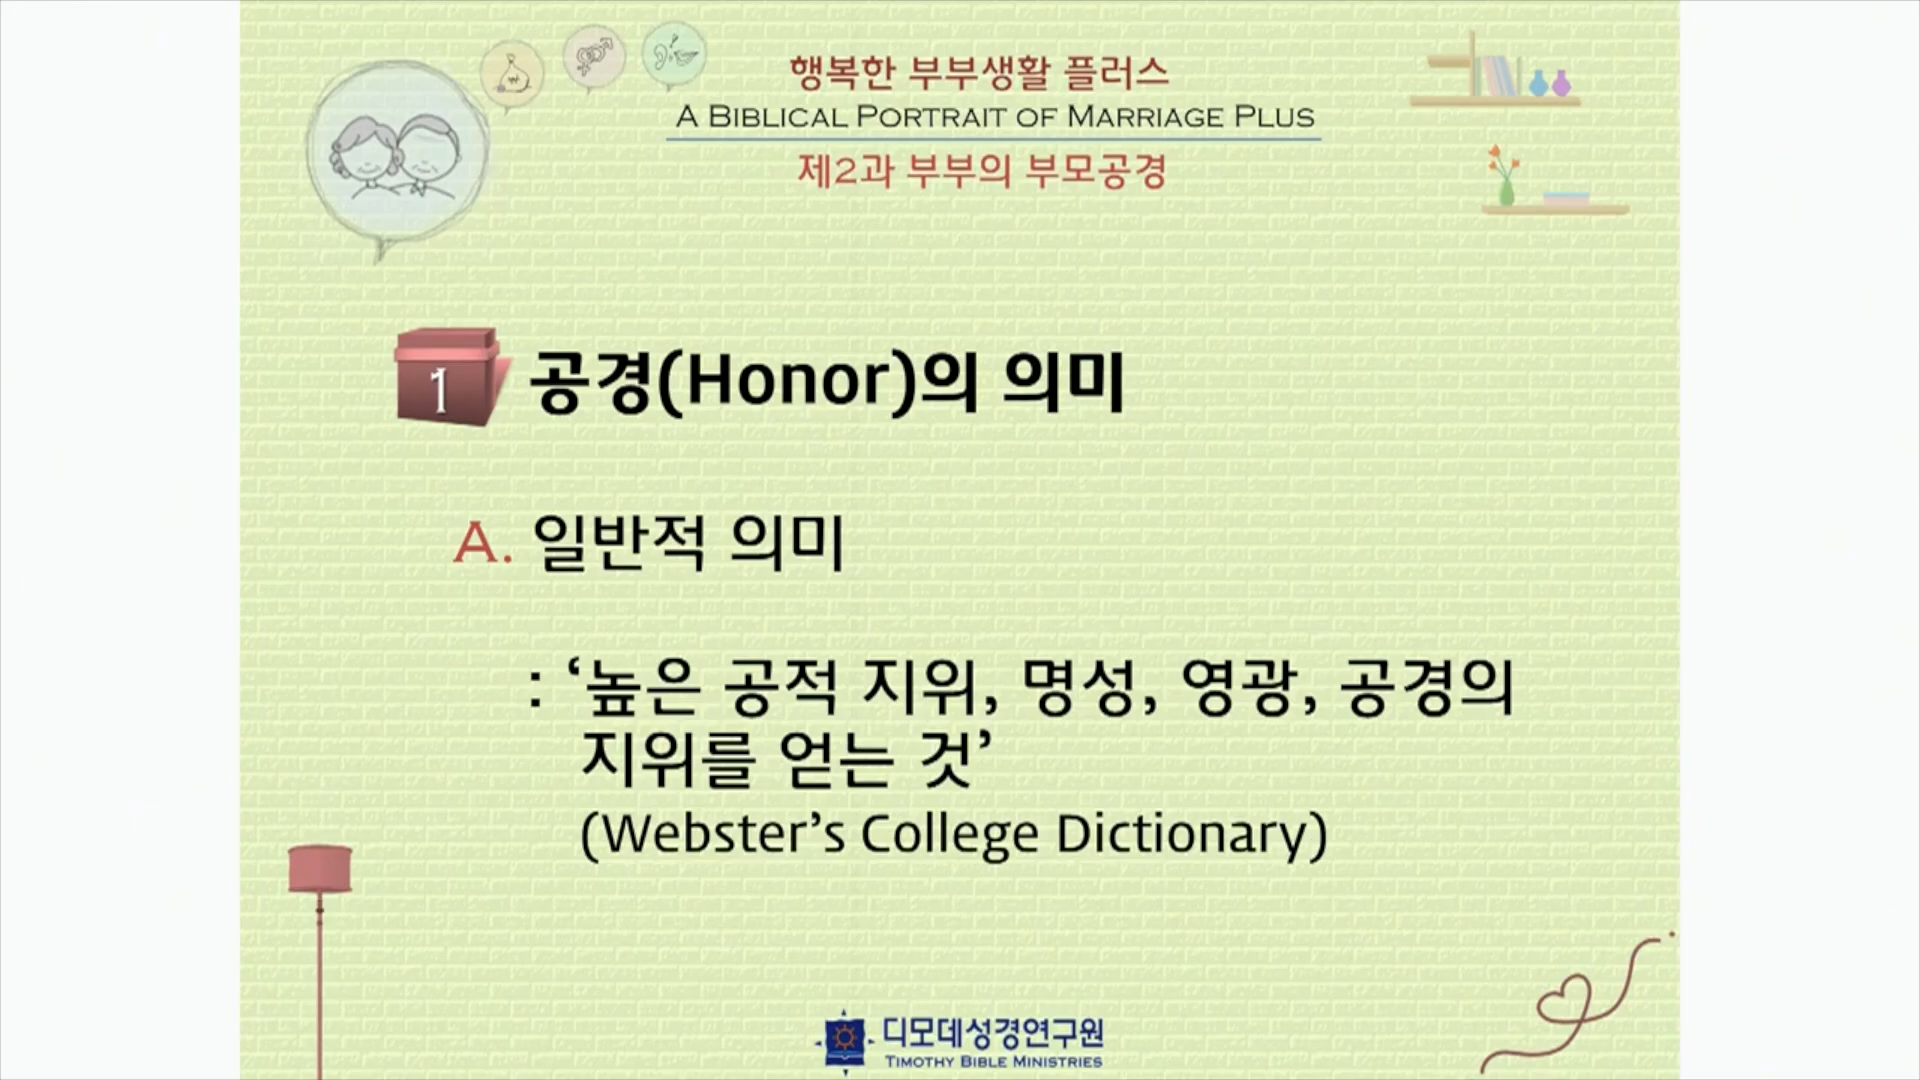 행복한 부부생활 플러스
A BIBLICAL PORTRAIT OF MARRIAGE PLUS
제2과 부부의 부모공경
1 공경(Honor)의 의미
A. 일반적 의미
: ‘높은 공적 지위, 명성, 영광, 공경의
지위를 얻는 것’
(Webster’s College Dictionary)
디모데성경연구원
TIMOTHY BIBLE MINISTRIES